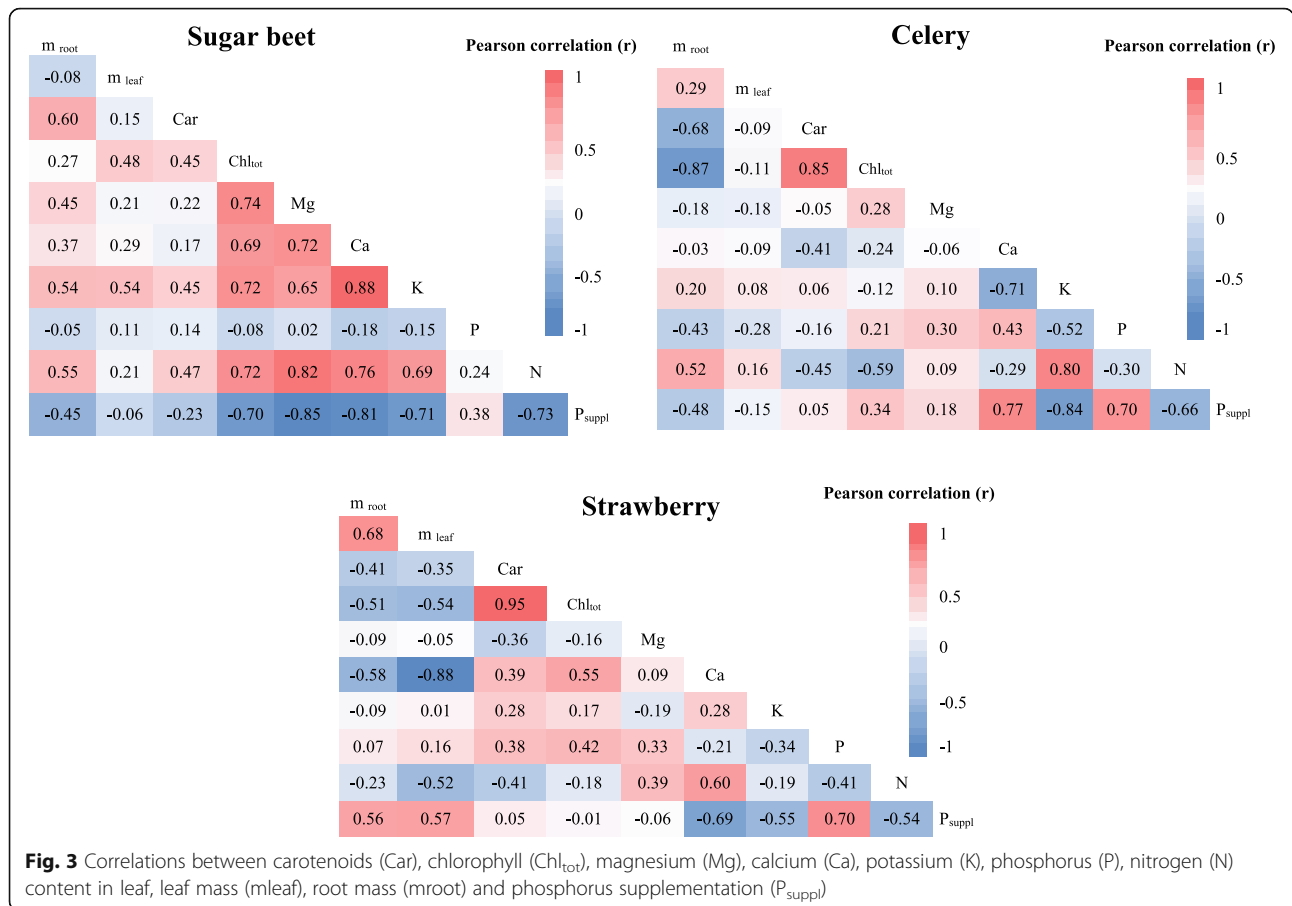 Sugar beet
Pearson correlation (r)
m root
-0.08 m leaf
0.60 0.15 Car
0.27 0.48 0.45 Chltot
0.45 0.21 0.22 0.74 Mg
0.37 0.29 0.17 0.69 0.72 Ca
0.54 0.54 0.45 0.72 0.65 0.88 K
-0.05 0.11 0.14 -0.08 0.02 -0.18 -0.15 P
0.55 0.21 0.47 0.72 0.82 0.76 0.69 0.24 N
-0.45 -0.06 -0.23 -0.70 -0.85 -0.81 -0.71 0.38 -0.73 Psuppl
1
0.5
0
-0.5
-1
Celery
Pearson correlation (r)
m root
0.29 m leaf
-0.68 -0.09 Car
-0.87 -0.11 0.85 Chltot
-0.18 -0.18 -0.05 0.28 Mg
-0.03 -0.09 -0.41 -0.24 -0.06 Ca
0.20 0.08 0.06 -0.12 0.10 -0.71 K
-0.43 -0.28 -0.16 0.21 0.30 0.43 -0.52 P
0.52 0.16 -0.45 -0.59 0.09 -0.29 0.80 -0.30 N
-0.48 -0.15 0.05 0.34 0.18 0.77 -0.84 0.70 -0.66 Psuppl
1
0.5
0
-0.5
-1
Strawberry
Pearson correlation (r)
m root
0.68 m leaf
-0.41 -0.35 Car
-0.51 -0.54 0.95 Chltot
-0.09 -0.05 -0.36 -0.16 Mg
-0.58 -0.88 0.39 0.55 0.09 Ca
-0.09 0.01 0.28 0.17 -0.19 0.28 K
0.07 0.16 0.38 0.42 0.33 -0.21 -0.34 P
-0.23 -0.52 -0.41 -0.18 0.39 0.60 -0.19 -0.41 N
0.56 0.57 0.05 -0.01 -0.06 -0.69 -0.55 0.70 -0.54 Psuppl
1
0.5
0
-0.5
-1
Fig. 3 Correlations between carotenoids (Car), chlorophyll (Chltot), magnesium (Mg), calcium (Ca), potassium (K), phosphorus (P), nitrogen (N)
content in leaf, leaf mass (mleaf), root mass (mroot) and phosphorus supplementation (Psuppl)